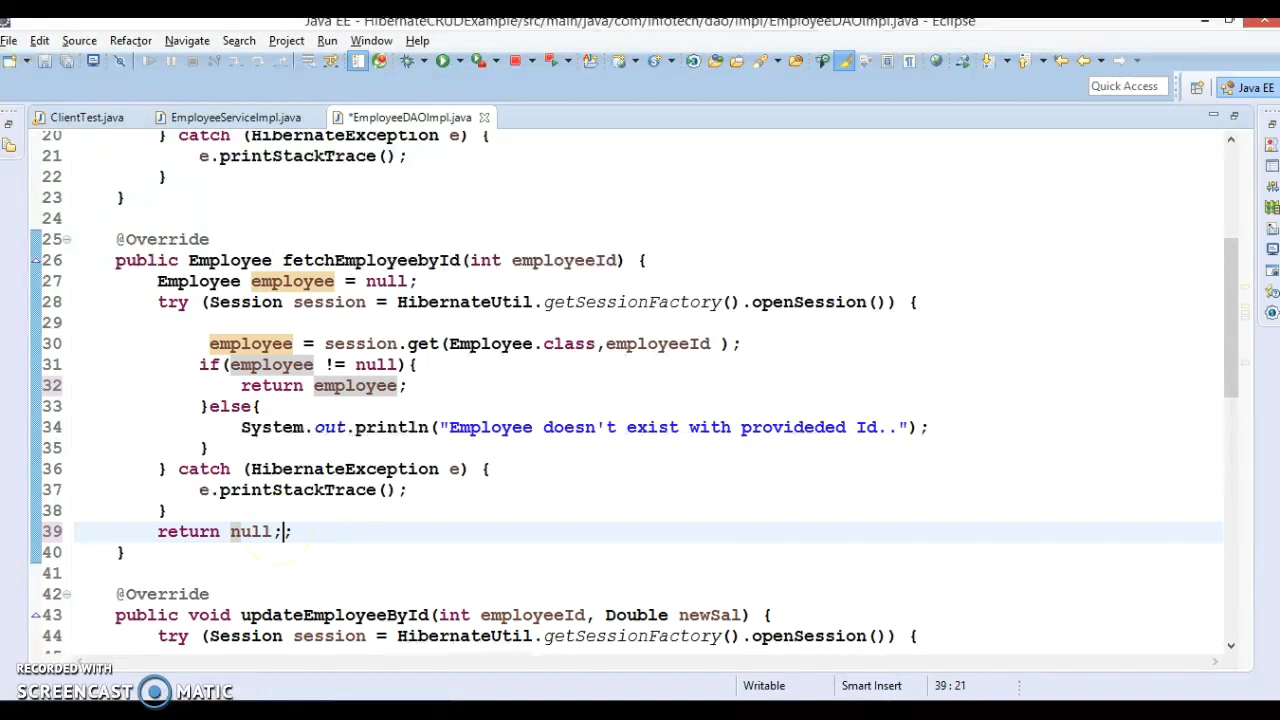 Java EE - HibernateCRUDExample/src/main/java/com/infotech/dao/impl/EmployeeDAOImpl.java - Eclipse
File Edit Source Refactor Navigate Search Project Run Window Help
Quick Access Java EE
ClientTest.java EmployeeServiceImpl.java *EmployeeDAOImpl.java
20 } catch (HibernateException e) {
21 e.printStackTrace();
22 }
23 }
24
25 @Override
26 public Employee fetchEmployeebyId(int employeeId) {
27 Employee employee = null;
28 try (Session session = HibernateUtil.getSessionFactory().openSession()) {
29
30 employee = session.get(Employee.class,employeeId );
31 if(employee != null){
32 return employee;
33 }else{
34 System.out.println("Employee doesn't exist with provideded Id..");
35 }
36 } catch (HibernateException e) {
37 e.printStackTrace();
38 }
39 return null;;
40 }
41
42 @Override
43 public void updateEmployeeById(int employeeId, Double newSal) {
44 try (Session session = HibernateUtil.getSessionFactory().openSession()) {
RECORDED WITH
SCREENCAST MATIC
Writable Smart Insert 39 : 21